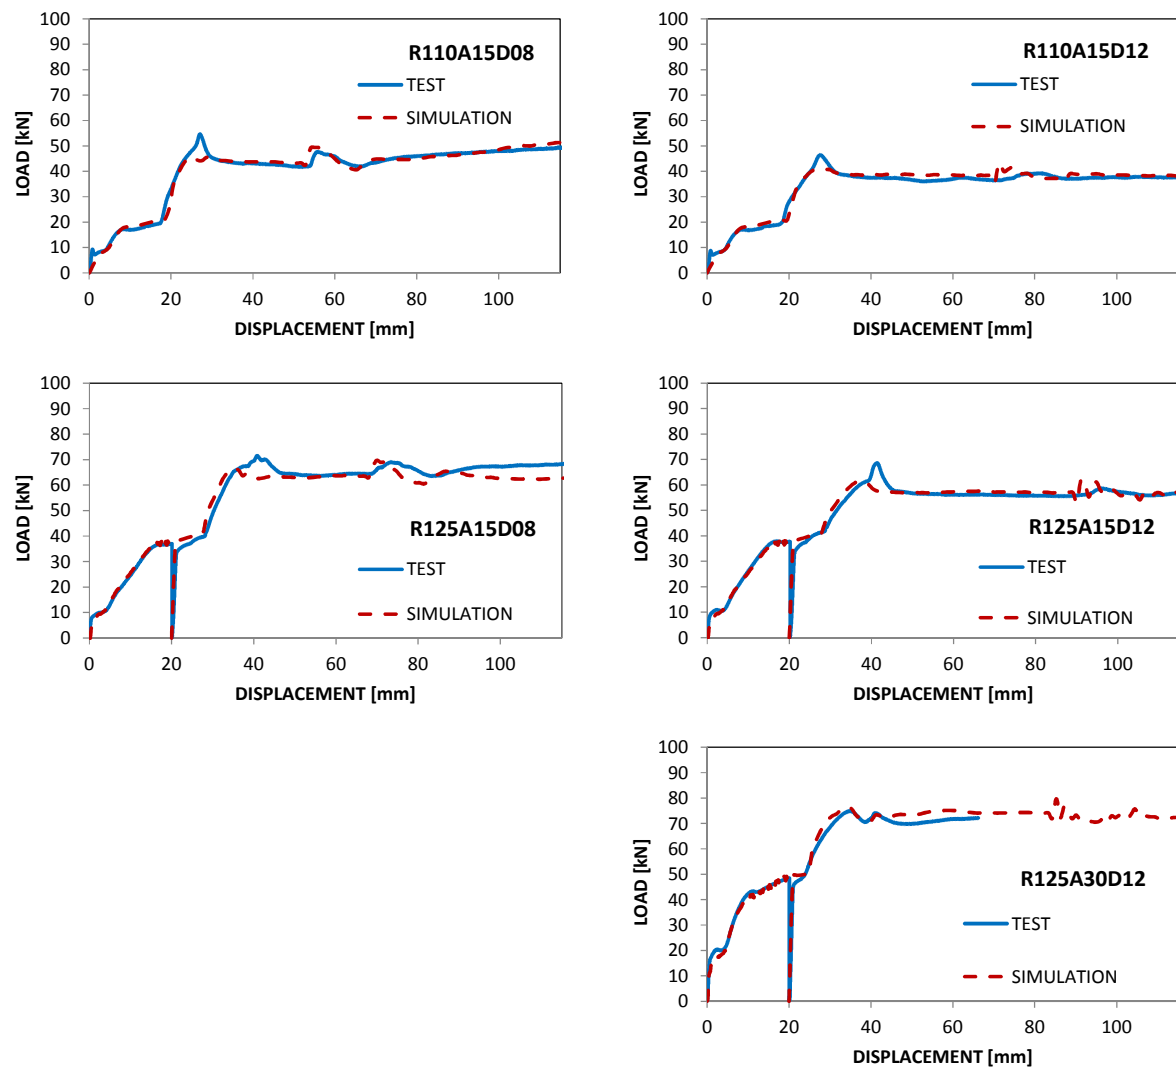 R110A15D08
TEST
SIMULATION
LOAD [kN]
100
90
80
70
60
50
40
30
20
10
0
0 20 40 60 80 100
DISPLACEMENT [mm]
R110A15D12
TEST
SIMULATION
LOAD [kN]
100
90
80
70
60
50
40
30
20
10
0
0 20 40 60 80 100
DISPLACEMENT [mm]
R125A15D08
TEST
SIMULATION
LOAD [kN]
100
90
80
70
60
50
40
30
20
10
0
0 20 40 60 80 100
DISPLACEMENT [mm]
R125A15D12
TEST
SIMULATION
LOAD [kN]
100
90
80
70
60
50
40
30
20
10
0
0 20 40 60 80 100
DISPLACEMENT [mm]
R125A30D12
TEST
SIMULATION
LOAD [kN]
100
90
80
70
60
50
40
30
20
10
0
0 20 40 60 80 100
DISPLACEMENT [mm]